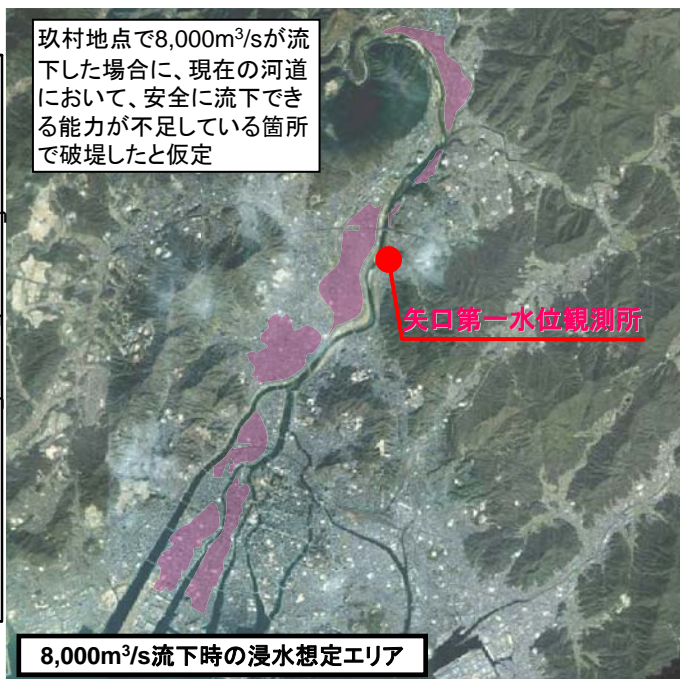 玖村地点で8,000m³/sが流
下した場合に、現在の河道
において、安全に流下でき
る能力が不足している箇所
で破堤したと仮定
矢口第一水位観測所
8,000m³/s流下時の浸水想定エリア